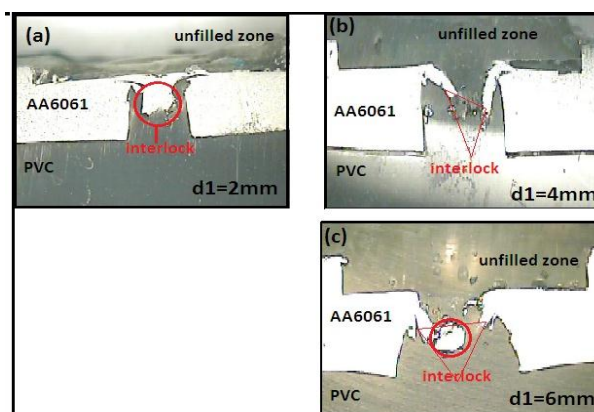 (a)
unfilled zone
AA6061
interlock
PVC
d1=2mm
(b)
unfilled zone
AA6061
interlock
PVC
d1=4mm
(c)
unfilled zone
AA6061
interlock
PVC
d1=6mm